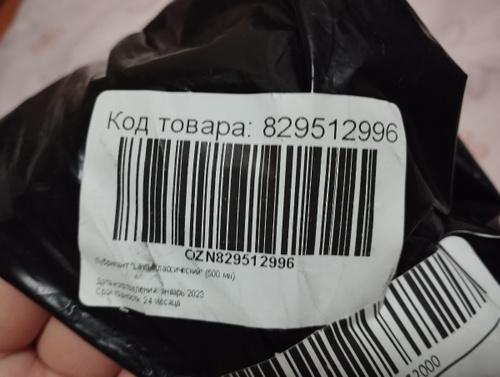 Код товара: 829512996
OZN829512996
(500 мл)
Дата изготовления: январь 2023
Срок годности: 24 месяца